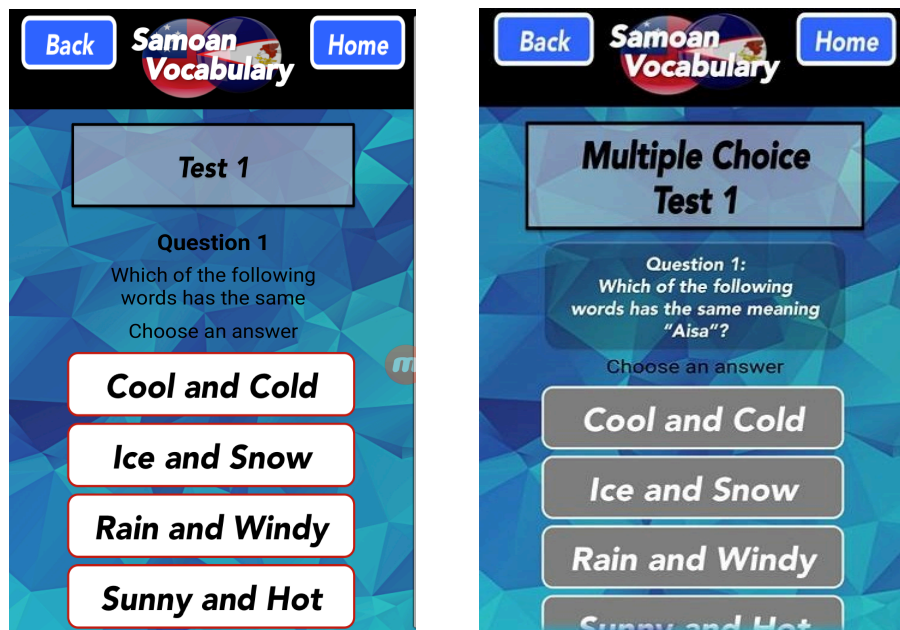 Back
Samoan
Vocabulary
Home
Test 1
Question 1
Which of the following
words has the same
Choose an answer
Cool and Cold
Ice and Snow
Rain and Windy
Sunny and Hot
m
Back
Samoan
Vocabulary
Home
Multiple Choice
Test 1
Question 1:
Which of the following
words has the same meaning
“Aisa”?
Choose an answer
Cool and Cold
Ice and Snow
Rain and Windy
Sunny and Hot